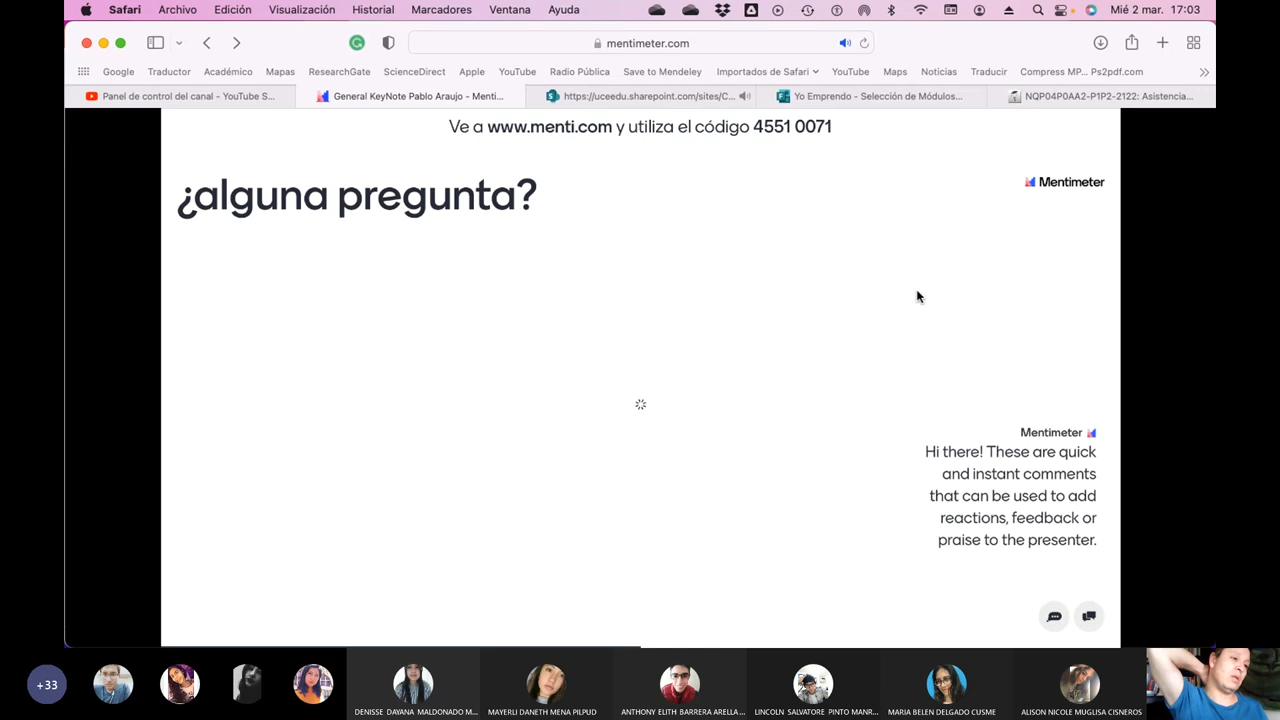 Safari Archivo Edición Visualización Historial Marcadores Ventana Ayuda Mié 2 mar. 17:03
mentimeter.com
Google Traductor Académico Mapas ResearchGate ScienceDirect Apple YouTube Radio Pública Save to Mendeley Importados de Safari YouTube Maps Noticias Traducir Compress MP... Ps2pdf.com
Panel de control del canal - YouTube S... General KeyNote Pablo Araujo - Menti... https://uceedu.sharepoint.com/sites/C... Yo Emprendo - Selección de Módulos... NQP04P0AA2-P1P2-2122: Asistencia...
Ve a www.menti.com y utiliza el código 4551 0071
¿alguna pregunta?
Mentimeter
Mentimeter
Hi there! These are quick
and instant comments
that can be used to add
reactions, feedback or
praise to the presenter.
+33
DENISSE DAYANA MALDONADO M... MAYERLI DANETH MENA PILPUD ANTHONY ELITH BARRERA ARELLA... LINCOLN SALVATORE PINTO MANR... MARIA BELEN DELGADO CUSME ALISON NICOLE MUGLISA CISNEROS